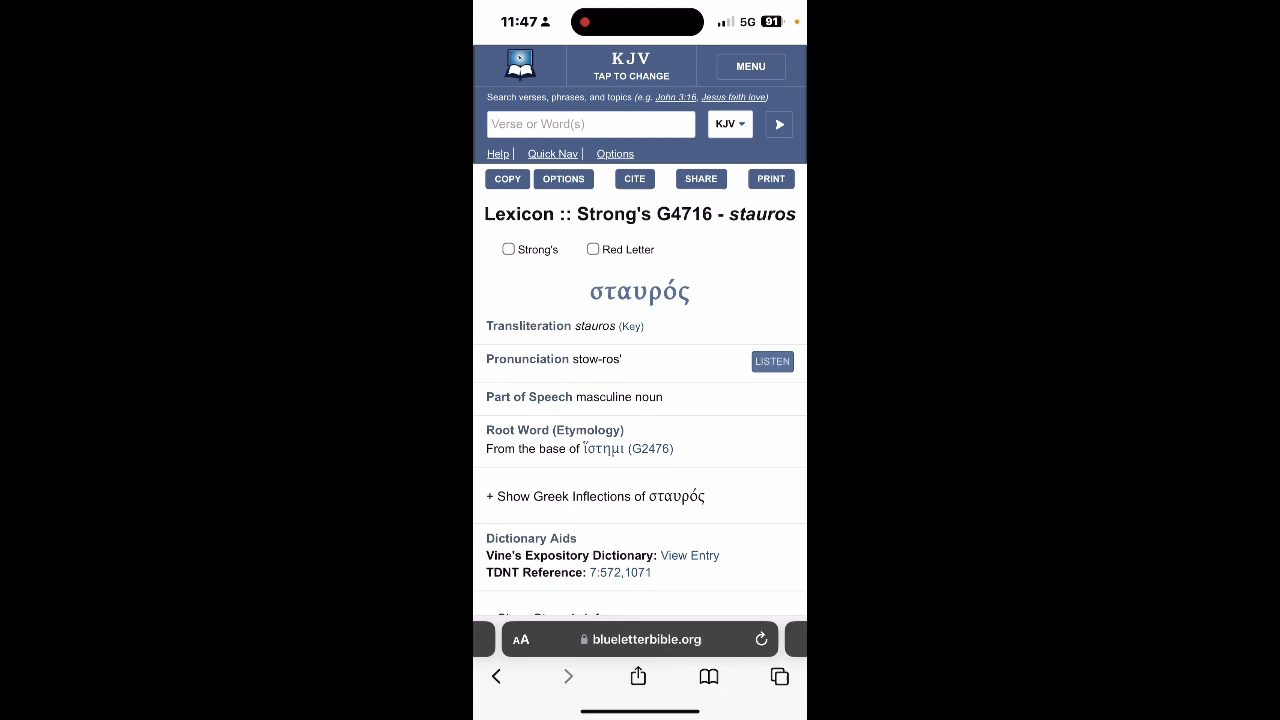 11:47 5G 91
KJV
TAP TO CHANGE
MENU
Search verses, phrases, and topics (e.g. John 3:16, Jesus faith love)
Verse or Word(s) KJV
Help | Quick Nav | Options
COPY OPTIONS CITE SHARE PRINT
Lexicon :: Strong's G4716 - stauros
Strong's Red Letter
σταυρός
Transliteration stauros (Key)
Pronunciation stow-ros' LISTEN
Part of Speech masculine noun
Root Word (Etymology)
From the base of ἵστημι (G2476)
+ Show Greek Inflections of σταυρός
Dictionary Aids
Vine's Expository Dictionary: View Entry
TDNT Reference: 7:572,1071
AA blueletterbible.org